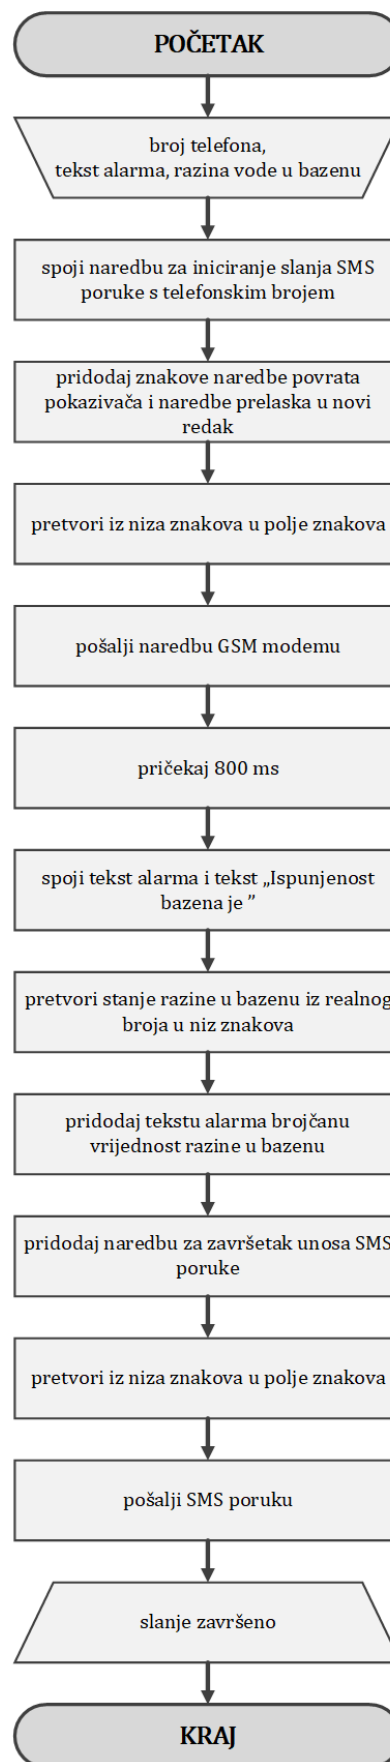 POČETAK
broj telefona,
tekst alarma, razina vode u bazenu
spoji naredbu za iniciranje slanja SMS
poruke s telefonskim brojem
pridodaj znakove naredbe povrata
pokazivača i naredbe prelaska u novi
redak
pretvori iz niza znakova u polje znakova
pošalji naredbu GSM modemu
pričekaj 800 ms
spoji tekst alarma i tekst „Ispunjenost
bazena je ”
pretvori stanje razine u bazenu iz realnog
broja u niz znakova
pridodaj tekstu alarma brojčanu
vrijednost razine u bazenu
pridodaj naredbu za završetak unosa SMS
poruke
pretvori iz niza znakova u polje znakova
pošalji SMS poruku
slanje završeno
KRAJ